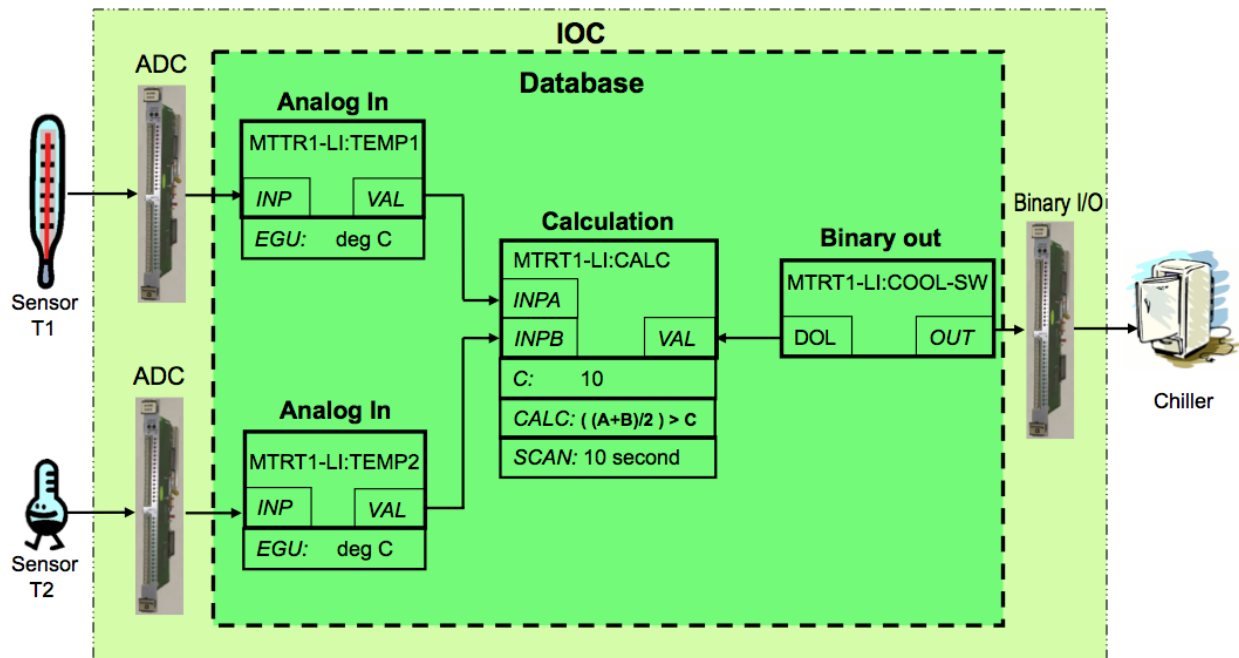 IOC
ADC
Database
Analog In
MTTR1-LI:TEMP1
INP VAL
EGU: deg C
Sensor
T1
Calculation
MTRT1-LI:CALC
INPA
INPB VAL
C: 10
CALC: ( (A+B)/2 ) > C
SCAN: 10 second
Binary out
MTRT1-LI:COOL-SW
DOL OUT
Binary I/O
Chiller
ADC
Analog In
MTRT1-LI:TEMP2
INP VAL
EGU: deg C
Sensor
T2